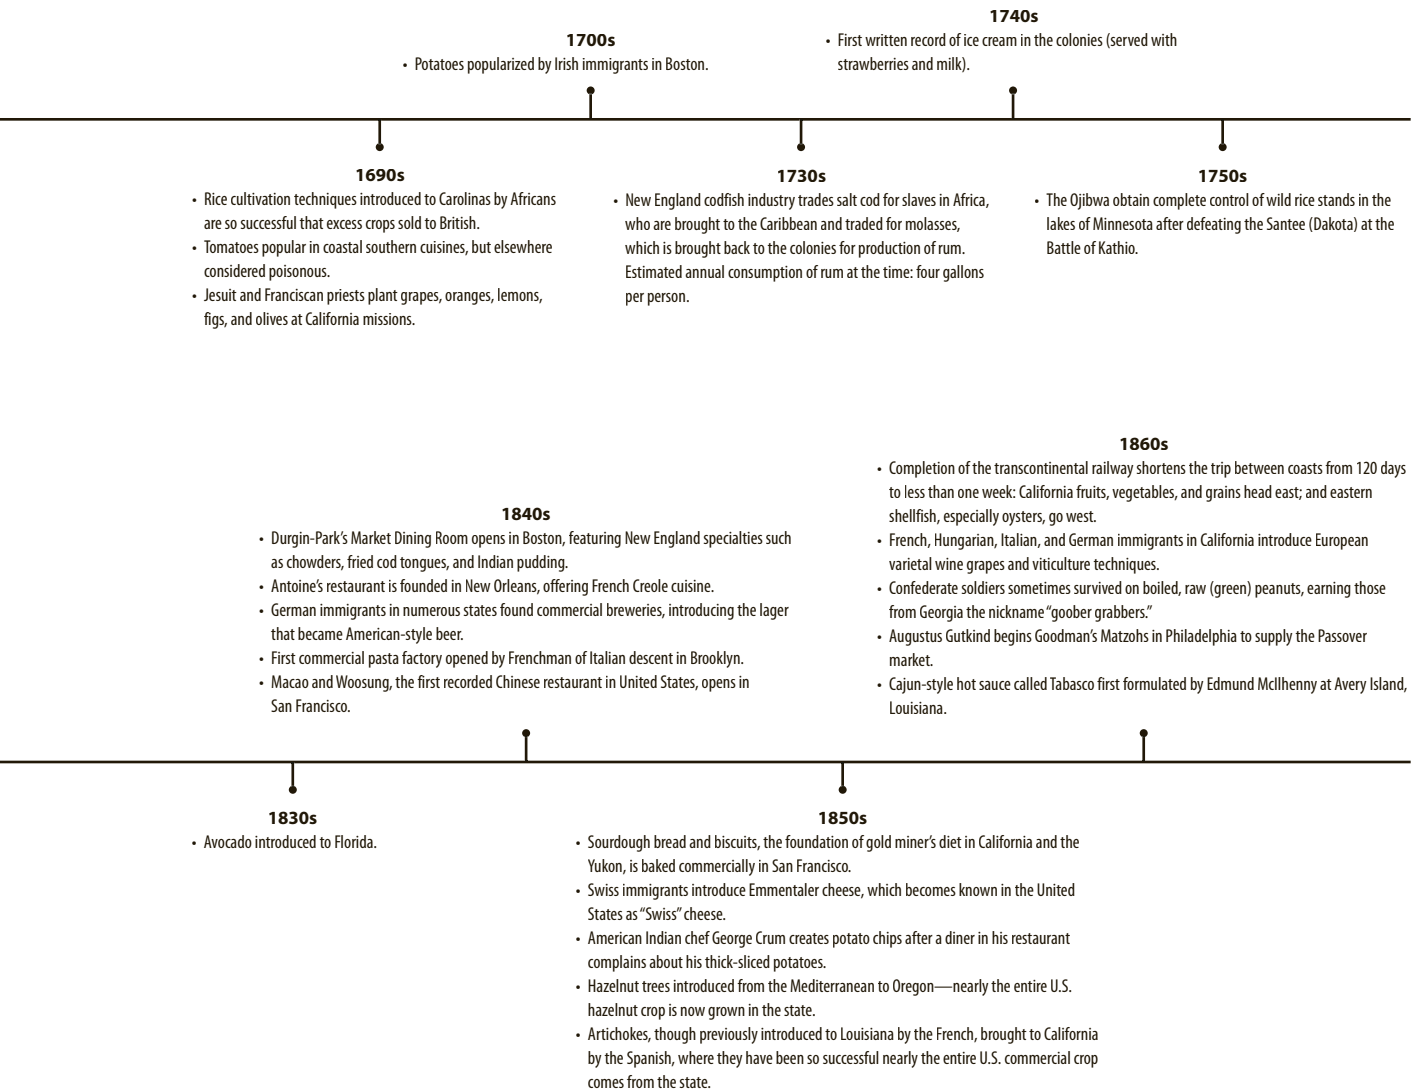 1740s
• First written record of ice cream in the colonies (served with
strawberries and milk).
1700s
• Potatoes popularized by Irish immigrants in Boston.
1690s
• Rice cultivation techniques introduced to Carolinas by Africans
are so successful that excess crops sold to British.
• Tomatoes popular in coastal southern cuisines, but elsewhere
considered poisonous.
• Jesuit and Franciscan priests plant grapes, oranges, lemons,
figs, and olives at California missions.
1730s
• New England codfish industry trades salt cod for slaves in Africa,
who are brought to the Caribbean and traded for molasses,
which is brought back to the colonies for production of rum.
Estimated annual consumption of rum at the time: four gallons
per person.
1750s
• The Ojibwa obtain complete control of wild rice stands in the
lakes of Minnesota after defeating the Santee (Dakota) at the
Battle of Kathio.
1840s
• Durgin-Park’s Market Dining Room opens in Boston, featuring New England specialties such
as chowders, fried cod tongues, and Indian pudding.
• Antoine’s restaurant is founded in New Orleans, offering French Creole cuisine.
• German immigrants in numerous states found commercial breweries, introducing the lager
that became American-style beer.
• First commercial pasta factory opened by Frenchman of Italian descent in Brooklyn.
• Macao and Woosung, the first recorded Chinese restaurant in United States, opens in
San Francisco.
1860s
• Completion of the transcontinental railway shortens the trip between coasts from 120 days
to less than one week: California fruits, vegetables, and grains head east; and eastern
shellfish, especially oysters, go west.
• French, Hungarian, Italian, and German immigrants in California introduce European
varietal wine grapes and viticulture techniques.
• Confederate soldiers sometimes survived on boiled, raw (green) peanuts, earning those
from Georgia the nickname “goober grabbers.”
• Augustus Gutkind begins Goodman’s Matzohs in Philadelphia to supply the Passover
market.
• Cajun-style hot sauce called Tabasco first formulated by Edmund McIlhenny at Avery Island,
Louisiana.
1830s
• Avocado introduced to Florida.
1850s
• Sourdough bread and biscuits, the foundation of gold miner’s diet in California and the
Yukon, is baked commercially in San Francisco.
• Swiss immigrants introduce Emmentaler cheese, which becomes known in the United
States as “Swiss” cheese.
• American Indian chef George Crum creates potato chips after a diner in his restaurant
complains about his thick-sliced potatoes.
• Hazelnut trees introduced from the Mediterranean to Oregon—nearly the entire U.S.
hazelnut crop is now grown in the state.
• Artichokes, though previously introduced to Louisiana by the French, brought to California
by the Spanish, where they have been so successful nearly the entire U.S. commercial crop
comes from the state.